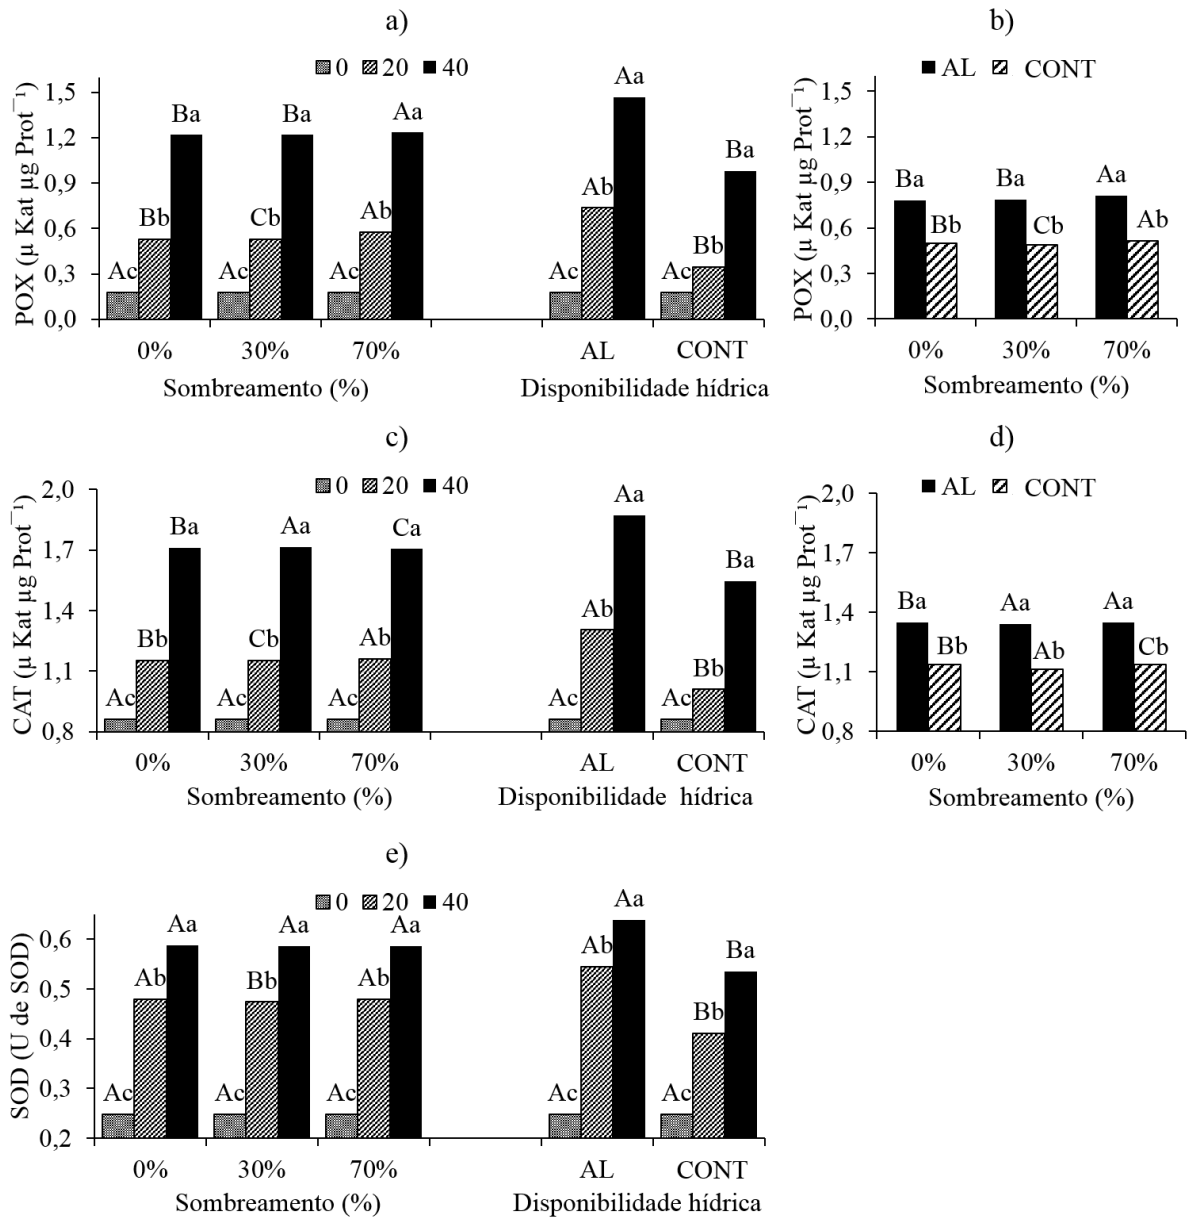 a)
0 20 40
POX (µ Kat µg Prot⁻¹)
1,5
1,2
0,9
0,6
0,3
0,0
Ac Bb Ba Ac Cb Ba Ac Ab Aa Ac Ab Aa Ac Bb Ba
0% 30% 70% AL CONT
Sombreamento (%) Disponibilidade hídrica
b)
AL CONT
POX (µ Kat µg Prot⁻¹)
1,5
1,2
0,9
0,6
0,3
0,0
Ba Bb Ba Cb Aa Ab
0% 30% 70%
Sombreamento (%)
c)
0 20 40
CAT (µ Kat µg Prot⁻¹)
2,0
1,7
1,4
1,1
0,8
Ac Bb Ba Ac Cb Aa Ac Ab Ca Ac Ab Aa Ac Bb Ba
0% 30% 70% AL CONT
Sombreamento (%) Disponibilidade hídrica
d)
AL CONT
CAT (µ Kat µg Prot⁻¹)
2,0
1,7
1,4
1,1
0,8
Ba Bb Aa Ab Aa Cb
0% 30% 70%
Sombreamento (%)
e)
0 20 40
SOD (U de SOD)
0,6
0,5
0,4
0,3
0,2
Ac Ab Aa Ac Bb Aa Ac Ab Aa Ac Ab Aa Ac Bb Ba
0% 30% 70% AL CONT
Sombreamento (%) Disponibilidade hídrica